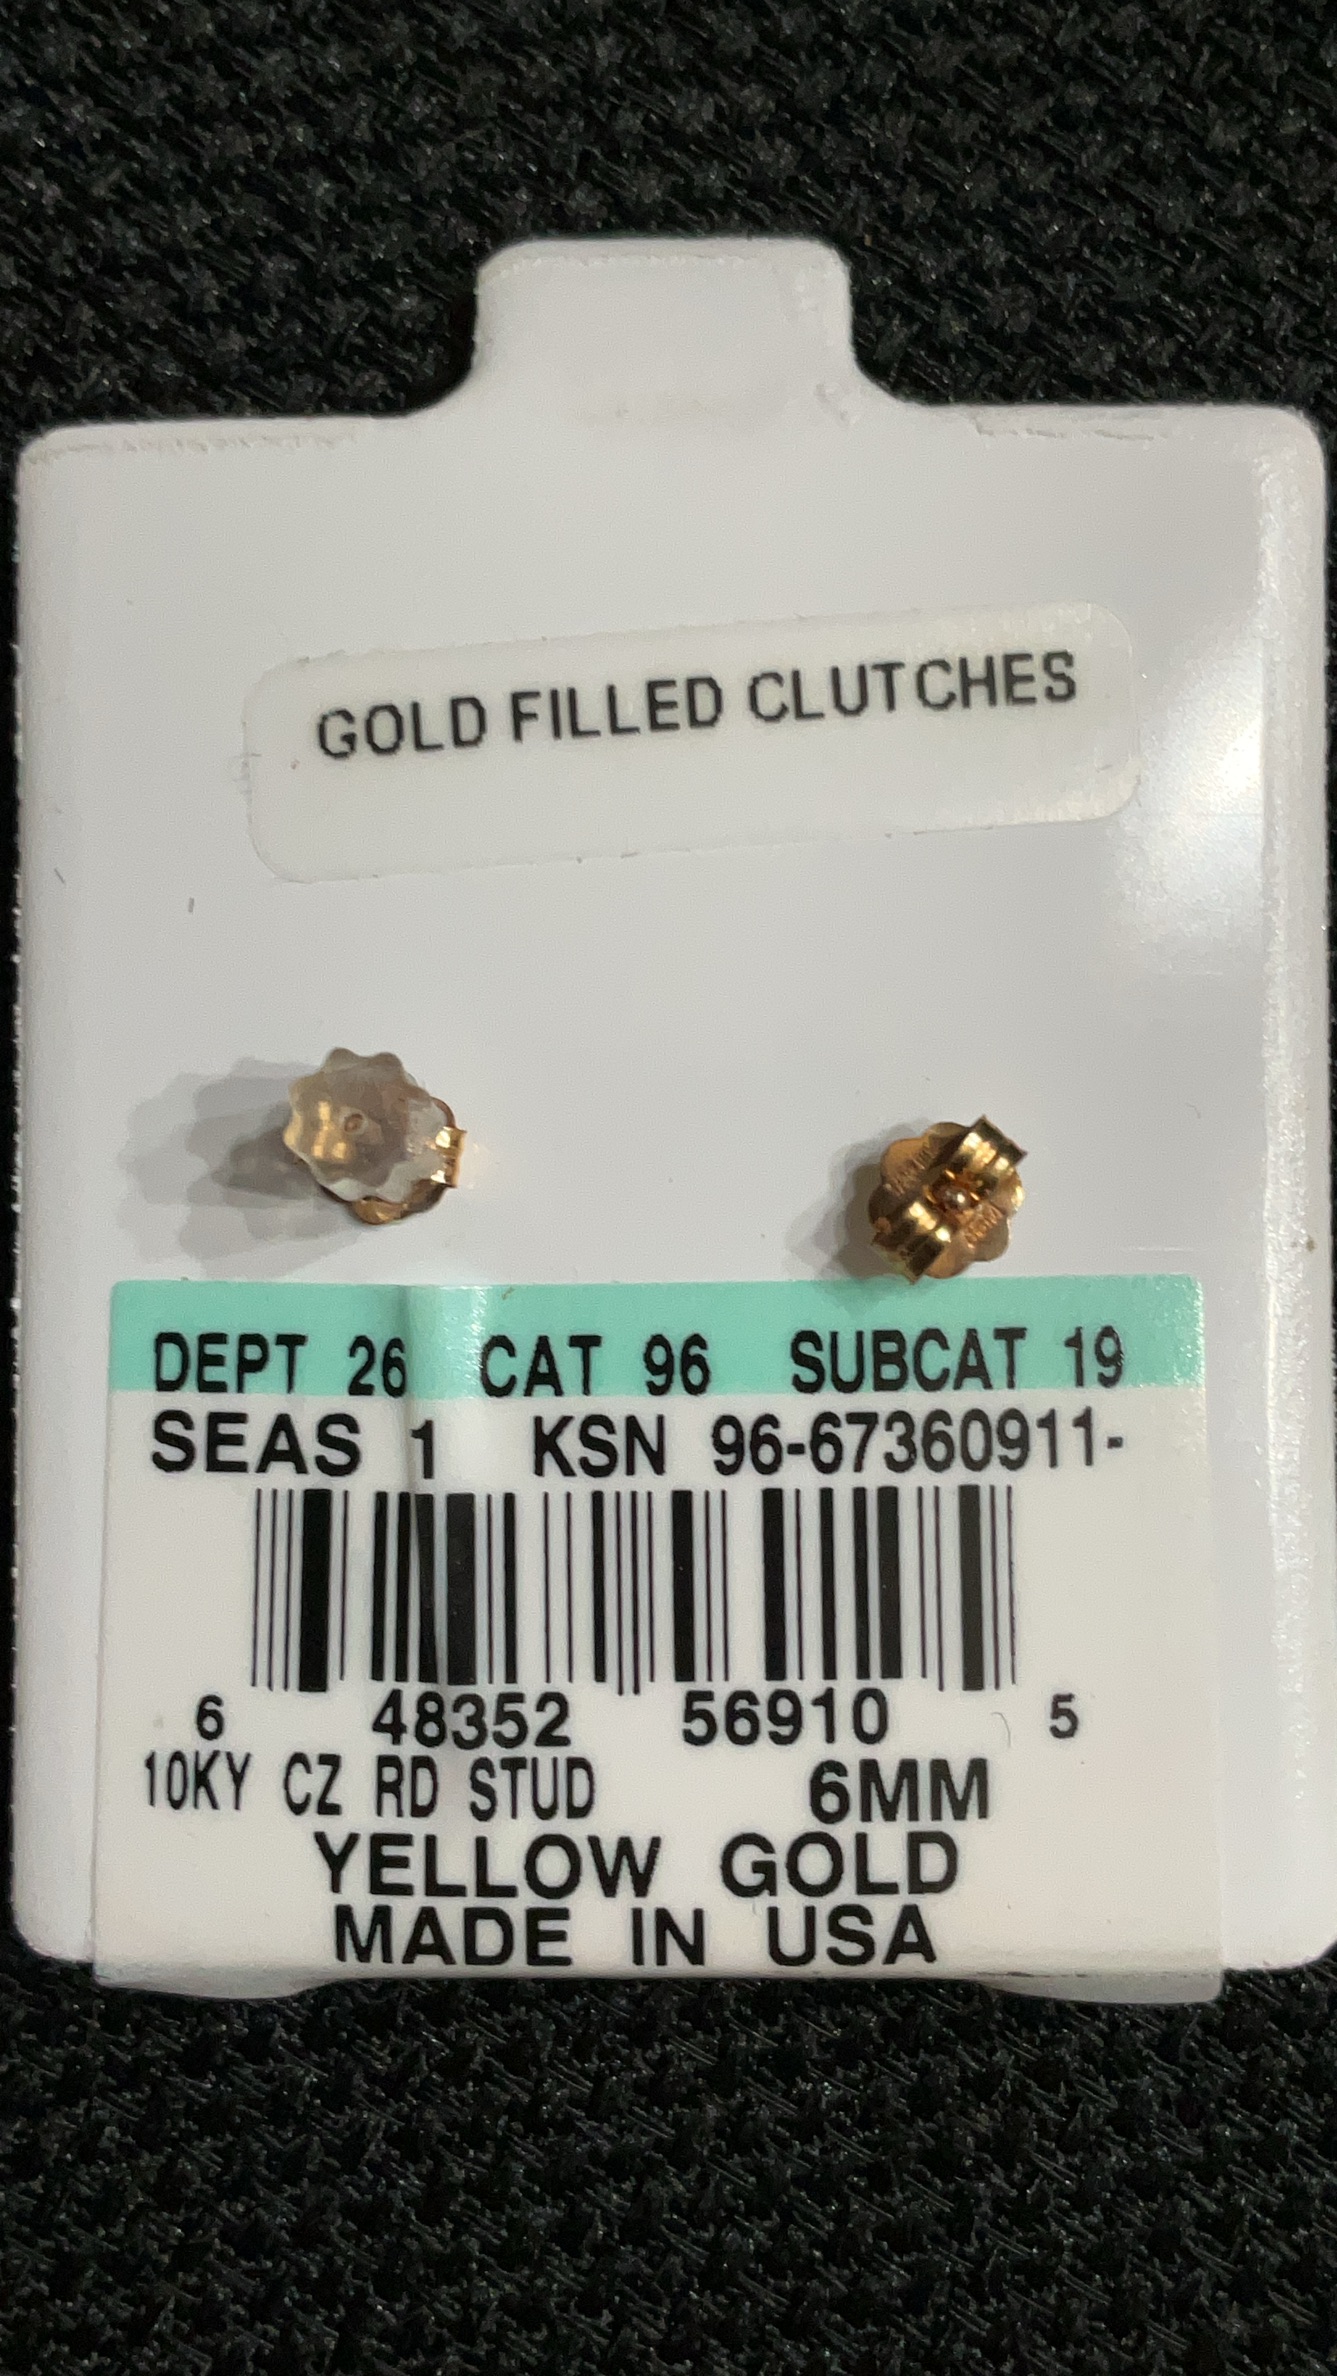 GOLD FILLED CLUTCHES
DEPT 26 CAT 96 SUBCAT 19
SEAS 1 KSN 96-67360911-
6 48352 56910 5
10KY CZ RD STUD 6MM
YELLOW GOLD
MADE IN USA